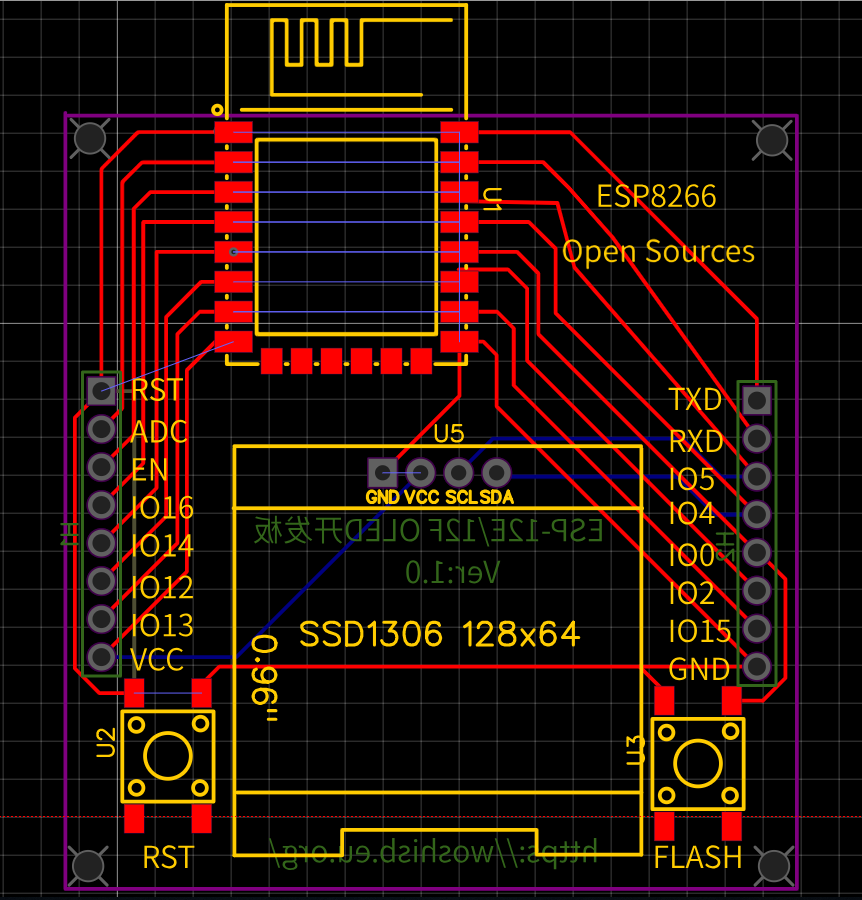 U1
ESP8266
Open Sources
RST
ADC
EN
IO16
IO14
IO12
IO13
VCC
H1
TXD
RXD
IO5
IO4
IO0
IO2
IO15
GND
H2
U5
GND VCC SCL SDA
ESP-12E/12F OLED开发板
Ver:1.0
SSD1306 128x64
0.96"
U2
U3
https://woshisb.eu.org/
RST
FLASH